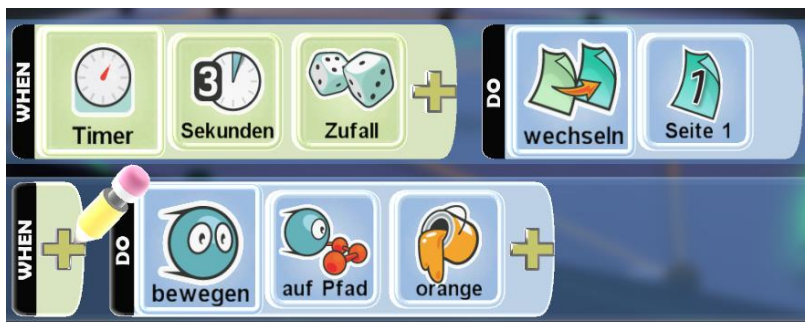 WHEN Timer 3 Sekunden Zufall DO wechseln 1 Seite 1
WHEN DO bewegen auf Pfad orange